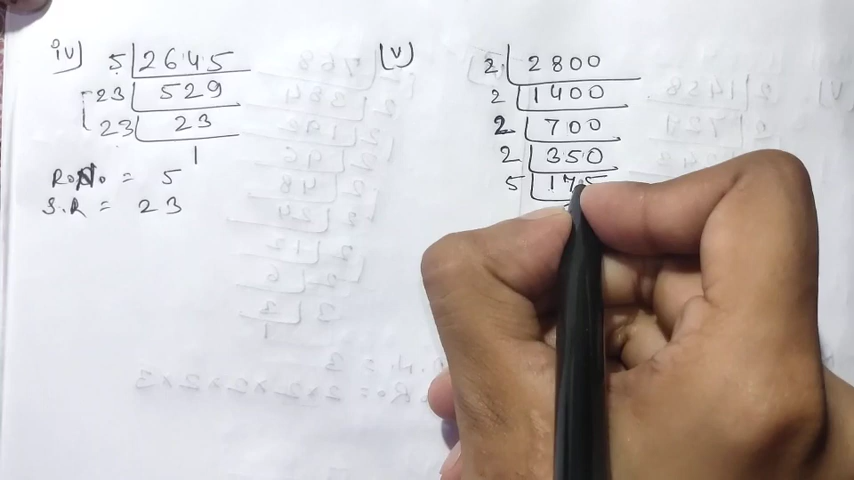 iv) 5 2645
23 529
23 23
1
R.No = 5
S.R = 23
(v) 2 2800
2 1400
2 700
2 350
5 175